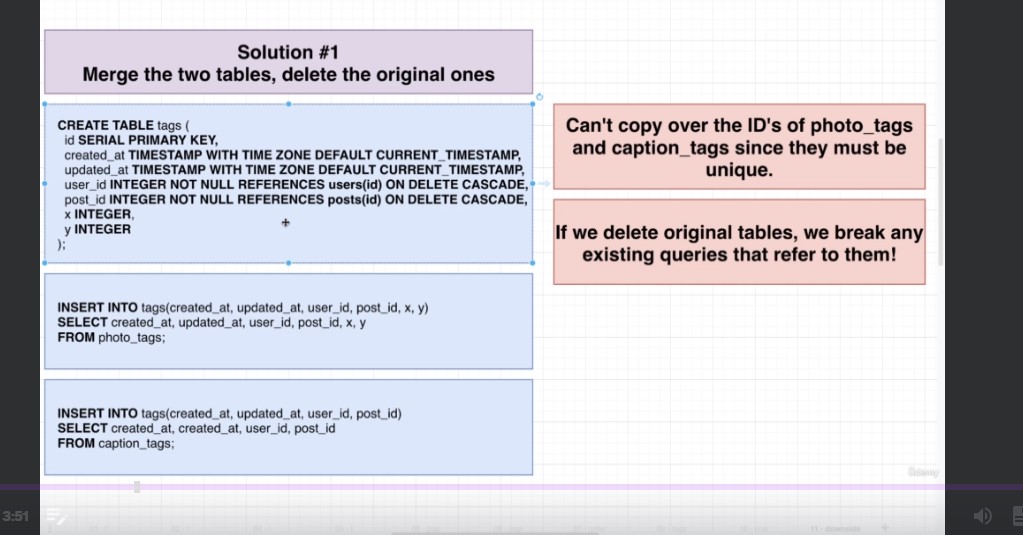 Solution #1
Merge the two tables, delete the original ones
CREATE TABLE tags (
id SERIAL PRIMARY KEY,
created_at TIMESTAMP WITH TIME ZONE DEFAULT CURRENT_TIMESTAMP,
updated_at TIMESTAMP WITH TIME ZONE DEFAULT CURRENT_TIMESTAMP,
user_id INTEGER NOT NULL REFERENCES users(id) ON DELETE CASCADE,
post_id INTEGER NOT NULL REFERENCES posts(id) ON DELETE CASCADE,
x INTEGER,
y INTEGER
);
INSERT INTO tags(created_at, updated_at, user_id, post_id, x, y)
SELECT created_at, updated_at, user_id, post_id, x, y
FROM photo_tags;
INSERT INTO tags(created_at, updated_at, user_id, post_id)
SELECT created_at, created_at, user_id, post_id
FROM caption_tags;
Can't copy over the ID's of photo_tags
and caption_tags since they must be
unique.
If we delete original tables, we break any
existing queries that refer to them!
Udemy
3:51